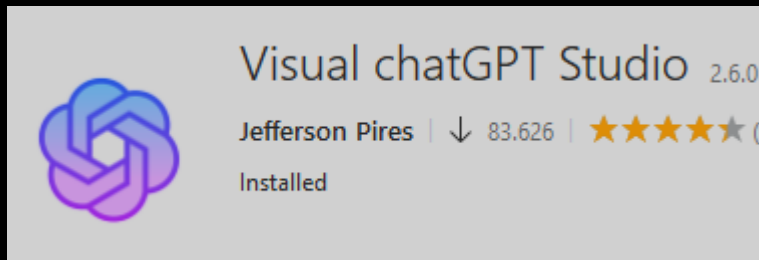 Visual chatGPT Studio 2.6.0
Jefferson Pires | ↓ 83.626 | ★★★★★ (
Installed